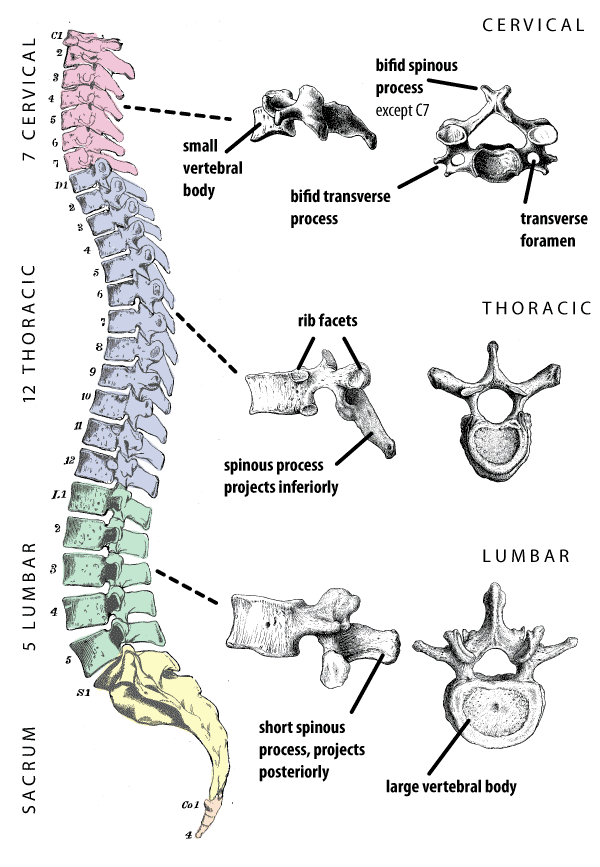 7 CERVICAL
12 THORACIC
5 LUMBAR
SACRUM
C1
2
3
4
5
6
7
D1
2
3
4
5
6
7
8
9
10
11
12
L1
2
3
4
5
S1
Co1
4
CERVICAL
bifid spinous
process
except C7
small
vertebral
body
bifid transverse
process
transverse
foramen
THORACIC
rib facets
spinous process
projects inferiorly
LUMBAR
short spinous
process, projects
posteriorly
large vertebral body